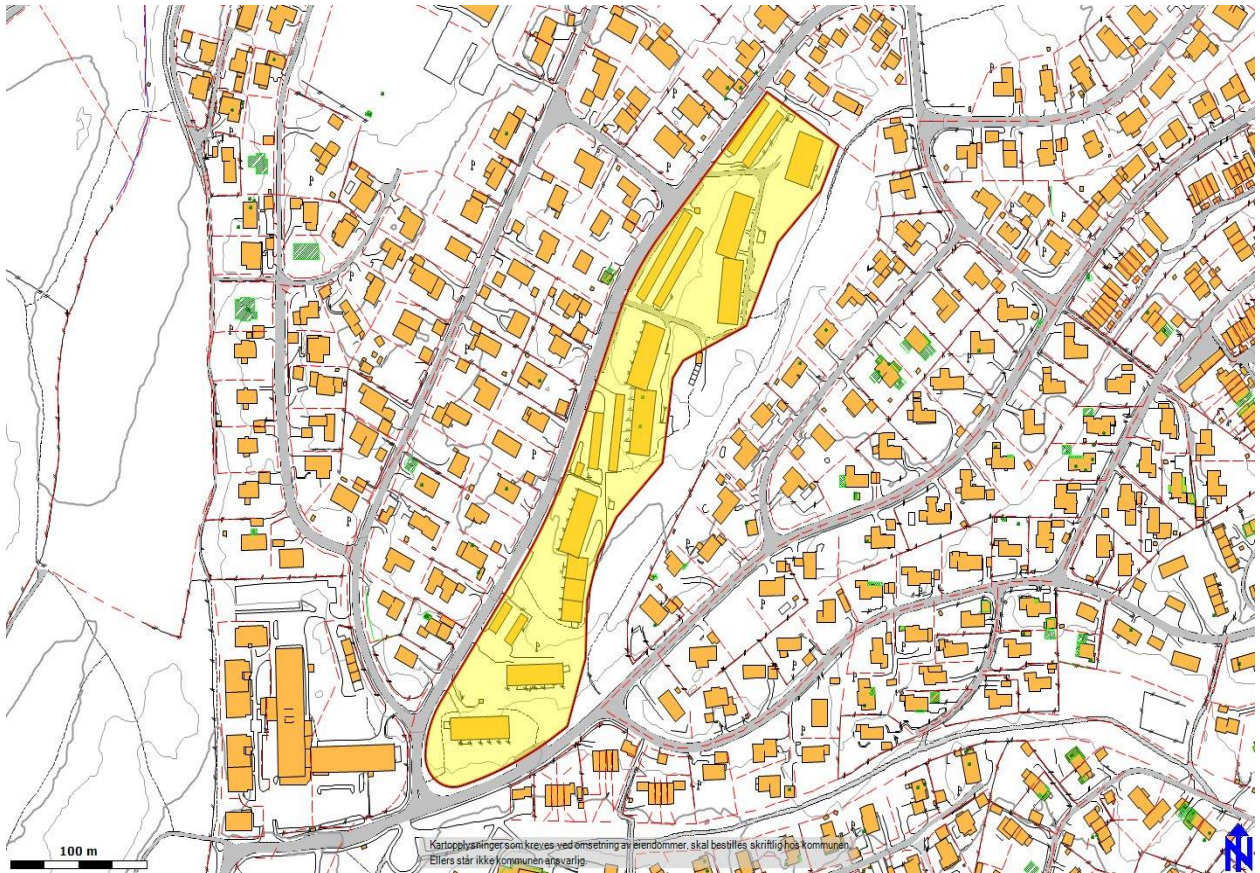 100 m
Kartopplysninger som kreves ved omsetning av eiendommer, skal bestilles skriftlig hos kommunen.
Ellers står ikke kommunen ansvarlig.
N